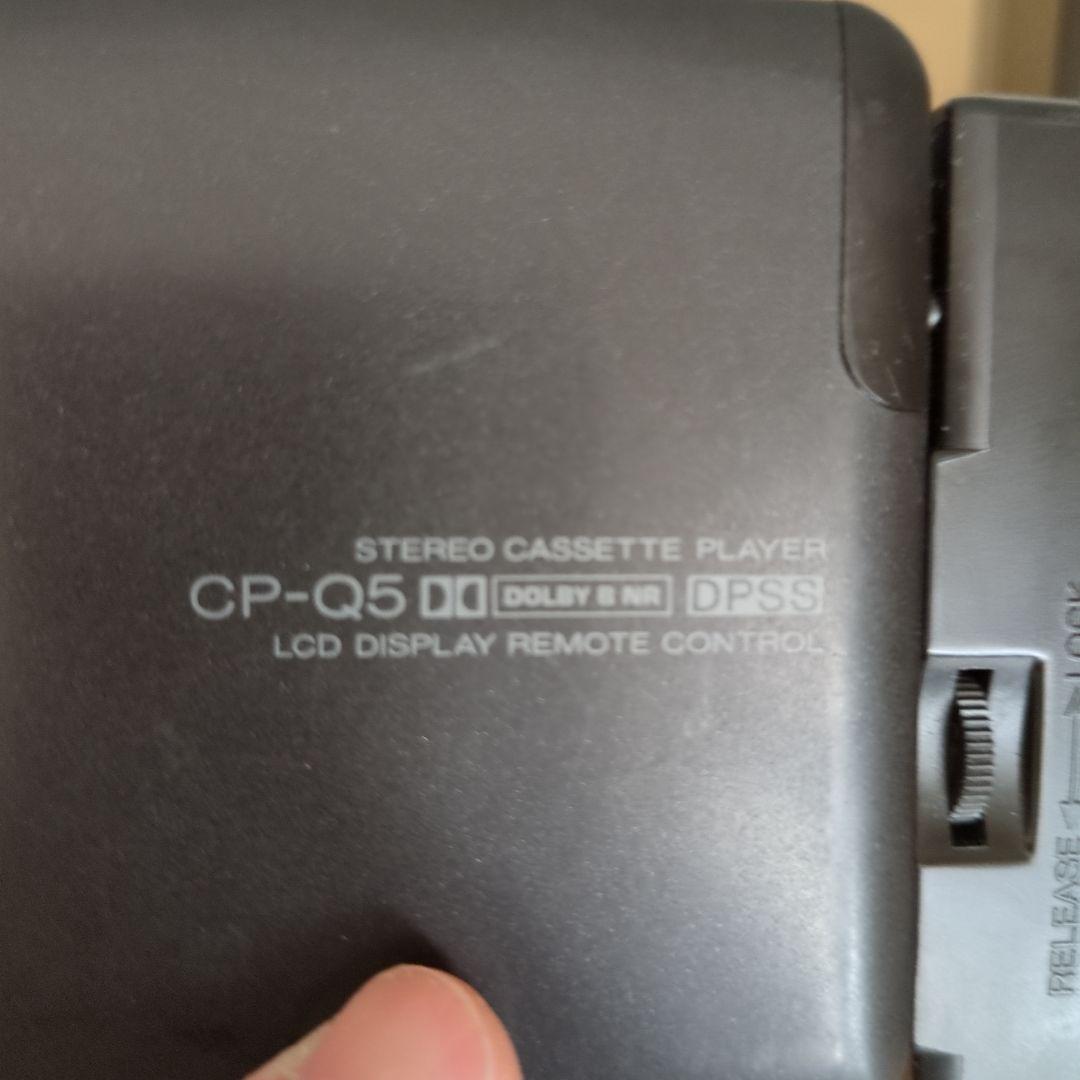 STEREO CASSETTE PLAYER
CP-Q5 DOLBY B NR DPSS
LCD DISPLAY REMOTE CONTROL
RELEASE LOCK